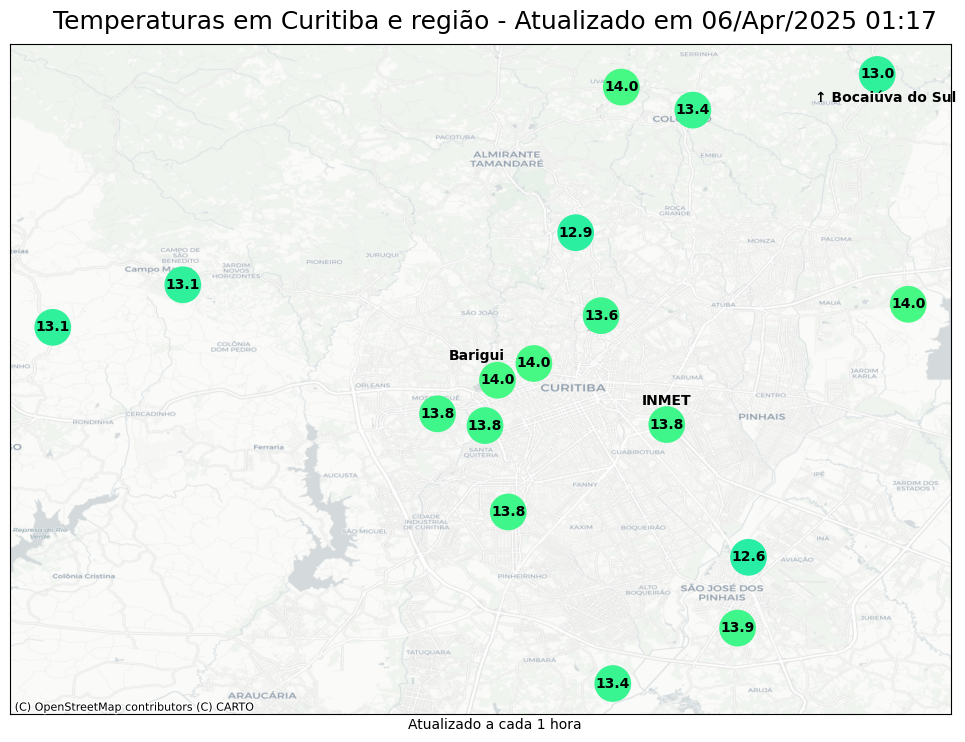 Temperaturas em Curitiba e região - Atualizado em 06/Apr/2025 01:17
SERRINHA
13.0
14.0
↑ Bocaiúva do Sul
13.4
PACOTUBA
ALMIRANTE
TAMANDARÉ
EMBU
ROÇA
GRANDE
12.9
MONZA
PALOMA
CAMPO DE
SÃO
BENEDITO
JURUQUI
PIONEIRO
JARDIM
NOVOS
HORIZONTES
13.1
14.0
MAUÁ
ATUBA
SÃO JOÃO
13.6
13.1
COLÔNIA
DOM PEDRO
Barigui
14.0
14.0
JARDIM
KARLA
TARUMÃ
ORLEANS
CURITIBA
CENTRO
INMET
13.8
CERCADINHO
RONDINHA
PINHAIS
13.8
13.8
Ferraria
SANTA
QUITÉRIA
GUABIROTUBA
AUGUSTA
IPÊ
FANNY
JARDIM DOS
ESTADOS I
13.8
CIDADE
INDUSTRIAL
DE CURITIBA
SÃO MIGUEL
XAXIM
BOQUEIRÃO
Represa do Rio
Verde
INÁ
12.6
AVIAÇÃO
Colônia Cristina
PINHEIRINHO
ALTO
BOQUEIRÃO
SÃO JOSÉ DOS
PINHAIS
JUREMA
13.9
TATUQUARA
UMBARÁ
13.4
ARUJÁ
ARAUCÁRIA
(C) OpenStreetMap contributors (C) CARTO
Atualizado a cada 1 hora